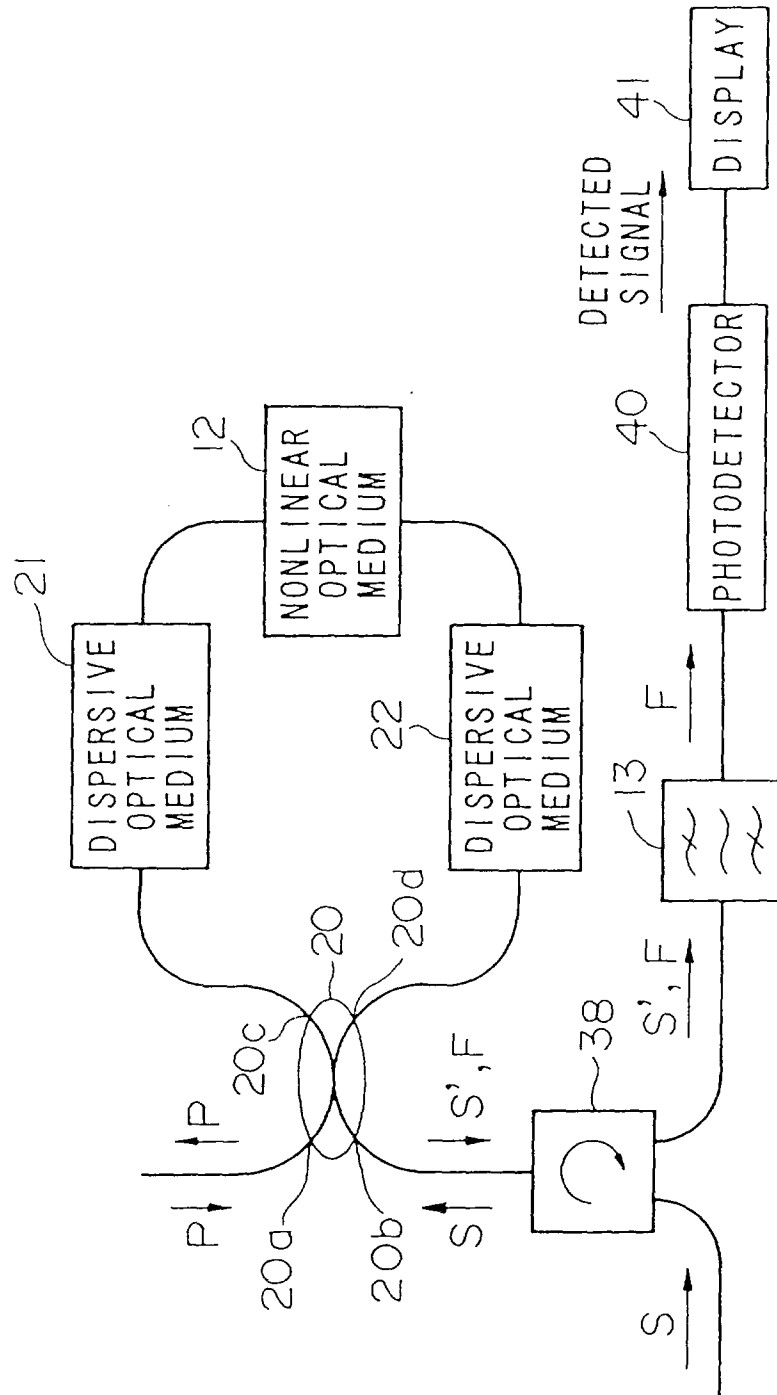 21
DISPERSIVE
OPTICAL
MEDIUM
12
NONLINEAR
OPTICAL
MEDIUM
22
DISPERSIVE
OPTICAL
MEDIUM
P
P
20a
20c
20
20d
20b
S
S',F
38
S
S',F
13
F
40
PHOTODETECTOR
DETECTED
SIGNAL
41
DISPLAY